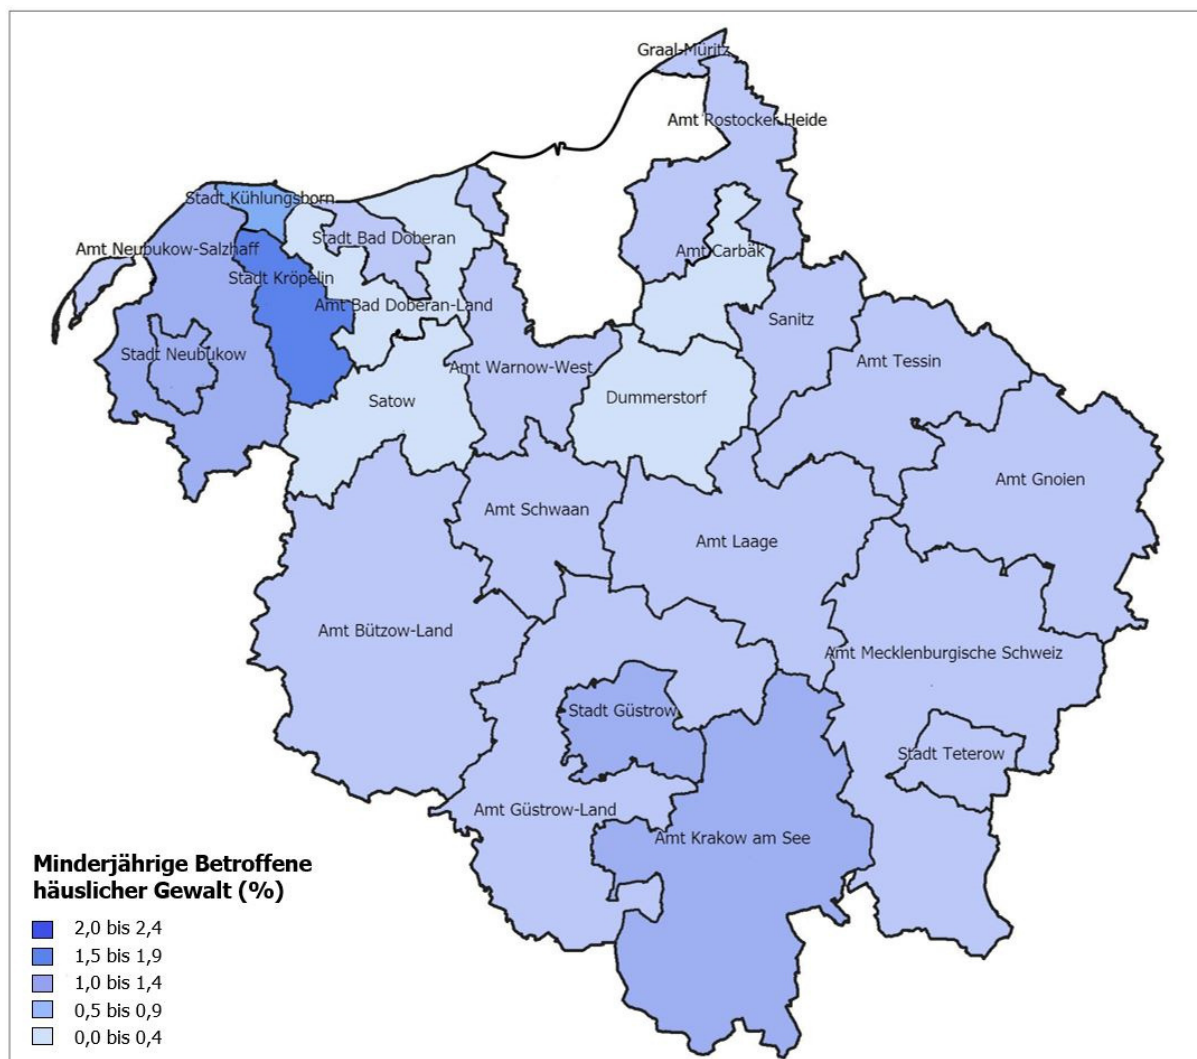 Graal-Müritz
Amt Rostocker Heide
Stadt Kühlungsborn
Stadt Bad Doberan
Amt Neubukow-Salzhaff
Amt Carbäk
Stadt Kröpelin
Amt Bad Doberan-Land
Sanitz
Stadt Neubukow
Amt Tessin
Amt Warnow-West
Satow
Dummerstorf
Amt Gnoien
Amt Schwaan
Amt Laage
Amt Bützow-Land
Amt Mecklenburgische Schweiz
Stadt Güstrow
Stadt Teterow
Amt Güstrow-Land
Amt Krakow am See
Minderjährige Betroffene
häuslicher Gewalt (%)
2,0 bis 2,4
1,5 bis 1,9
1,0 bis 1,4
0,5 bis 0,9
0,0 bis 0,4